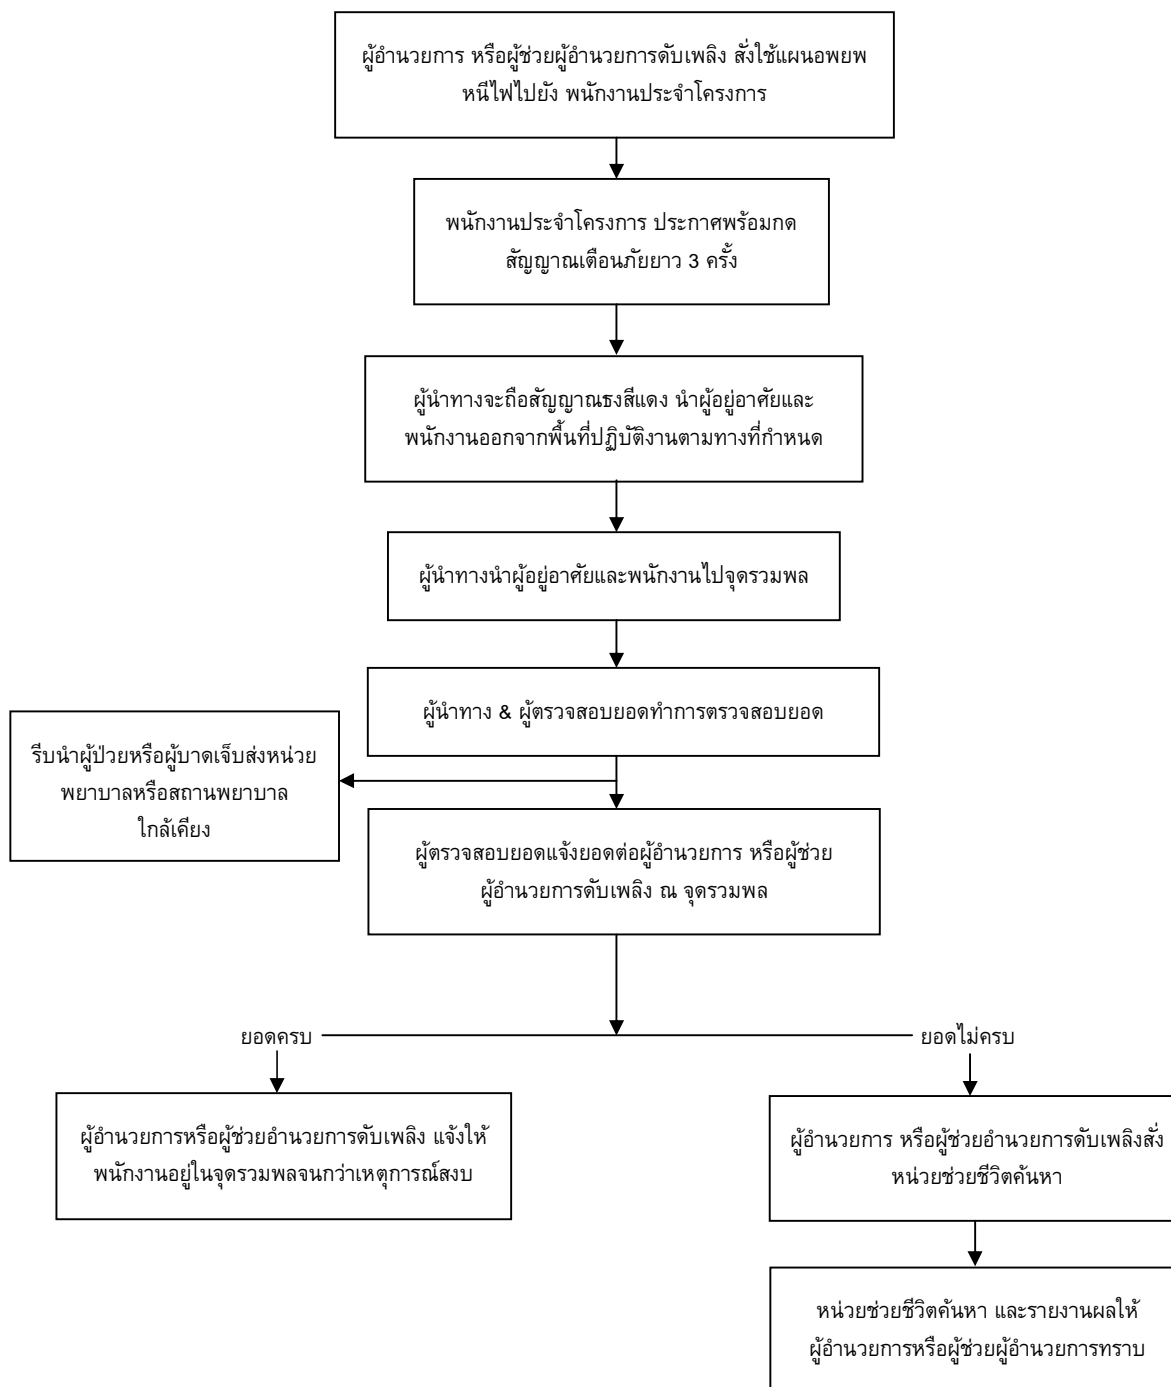 ผู้อำนวยการ หรือผู้ช่วยผู้อำนวยการดับเพลิง สั่งใช้แผนอพยพ
หนีไฟไปยัง พนักงานประจำโครงการ
พนักงานประจำโครงการ ประกาศพร้อมกด
สัญญาณเตือนภัยยาว 3 ครั้ง
ผู้นำทางจะถือสัญญาณธงสีแดง นำผู้อยู่อาศัยและ
พนักงานออกจากพื้นที่ปฏิบัติงานตามทางที่กำหนด
ผู้นำทางนำผู้อยู่อาศัยและพนักงานไปจุดรวมพล
ผู้นำทาง & ผู้ตรวจสอบยอดทำการตรวจสอบยอด
รีบนำผู้ป่วยหรือผู้บาดเจ็บส่งหน่วย
พยาบาลหรือสถานพยาบาล
ใกล้เคียง
ผู้ตรวจสอบยอดแจ้งยอดต่อผู้อำนวยการ หรือผู้ช่วย
ผู้อำนวยการดับเพลิง ณ จุดรวมพล
ยอดครบ
ยอดไม่ครบ
ผู้อำนวยการหรือผู้ช่วยอำนวยการดับเพลิง แจ้งให้
พนักงานอยู่ในจุดรวมพลจนกว่าเหตุการณ์สงบ
ผู้อำนวยการ หรือผู้ช่วยอำนวยการดับเพลิงสั่ง
หน่วยช่วยชีวิตค้นหา
หน่วยช่วยชีวิตค้นหา และรายงานผลให้
ผู้อำนวยการหรือผู้ช่วยผู้อำนวยการทราบ